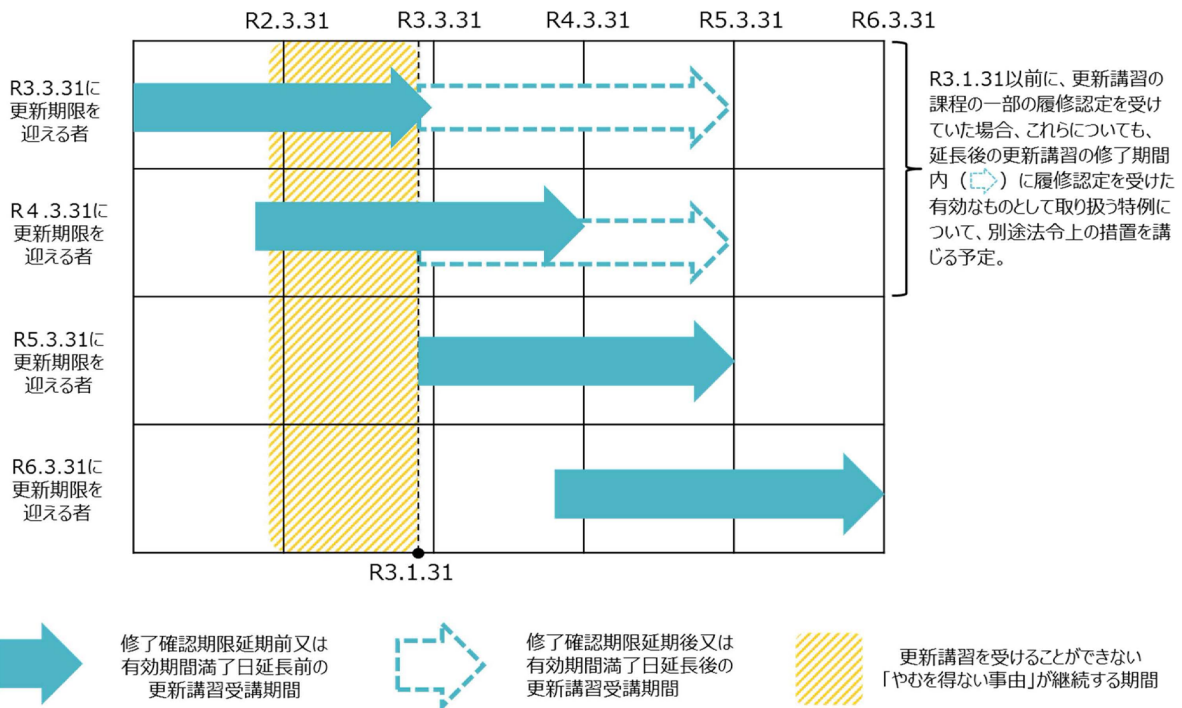 R2.3.31 R3.3.31 R4.3.31 R5.3.31 R6.3.31
R3.3.31に
更新期限を
迎える者
R3.1.31以前に、更新講習の
課程の一部の履修認定を受け
ていた場合、これらについても、
延長後の更新講習の修了期間
内（ ）に履修認定を受けた
有効なものとして取り扱う特例に
ついて、別途法令上の措置を講
じる予定。
R４.3.31に
更新期限を
迎える者
R5.3.31に
更新期限を
迎える者
R6.3.31に
更新期限を
迎える者
R3.1.31
修了確認期限延期前又は
有効期間満了日延長前の
更新講習受講期間
修了確認期限延期後又は
有効期間満了日延長後の
更新講習受講期間
更新講習を受けることができない
「やむを得ない事由」が継続する期間